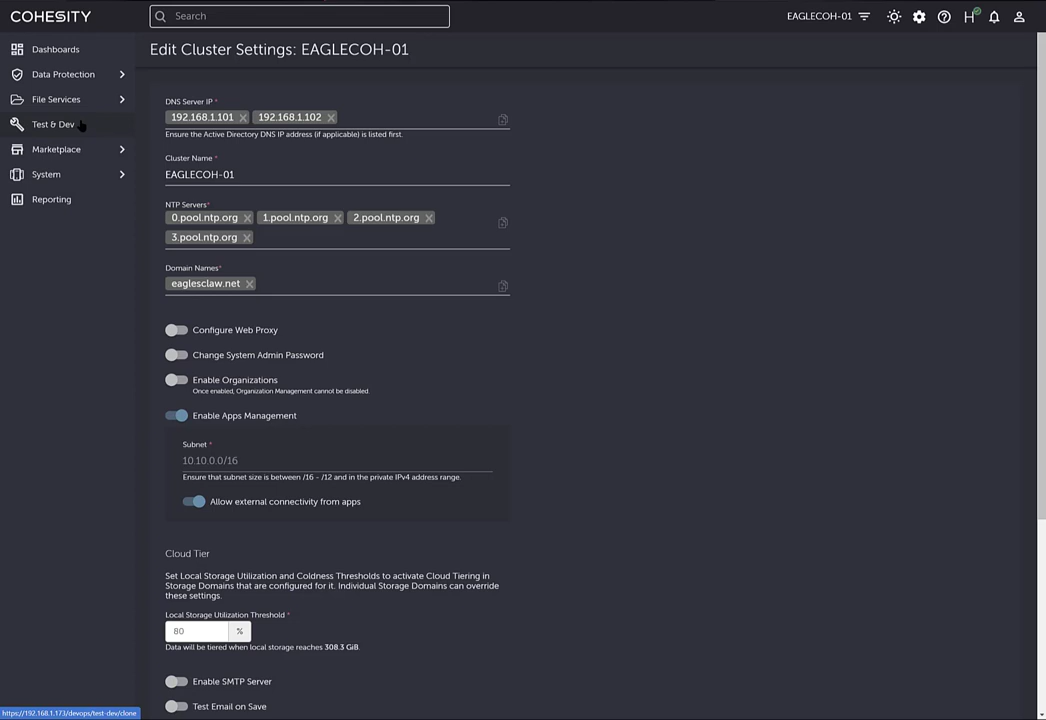 COHESITY
Search
EAGLECOH-01
H
Dashboards
Data Protection
File Services
Test & Dev
Marketplace
System
Reporting
Edit Cluster Settings: EAGLECOH-01
DNS Server IP *
192.168.1.101
192.168.1.102
Ensure the Active Directory DNS IP address (if applicable) is listed first.
Cluster Name *
EAGLECOH-01
NTP Servers*
0.pool.ntp.org
1.pool.ntp.org
2.pool.ntp.org
3.pool.ntp.org
Domain Names*
eaglesclaw.net
Configure Web Proxy
Change System Admin Password
Enable Organizations
Once enabled, Organization Management cannot be disabled.
Enable Apps Management
Subnet *
10.10.0.0/16
Ensure that subnet size is between /16 - /12 and in the private IPv4 address range.
Allow external connectivity from apps
Cloud Tier
Set Local Storage Utilization and Coldness Thresholds to activate Cloud Tiering in
Storage Domains that are configured for it. Individual Storage Domains can override
these settings.
Local Storage Utilization Threshold *
80 %
Data will be tiered when local storage reaches 308.3 GiB.
Enable SMTP Server
Test Email on Save
https://192.168.1.173/devops/test-dev/clone